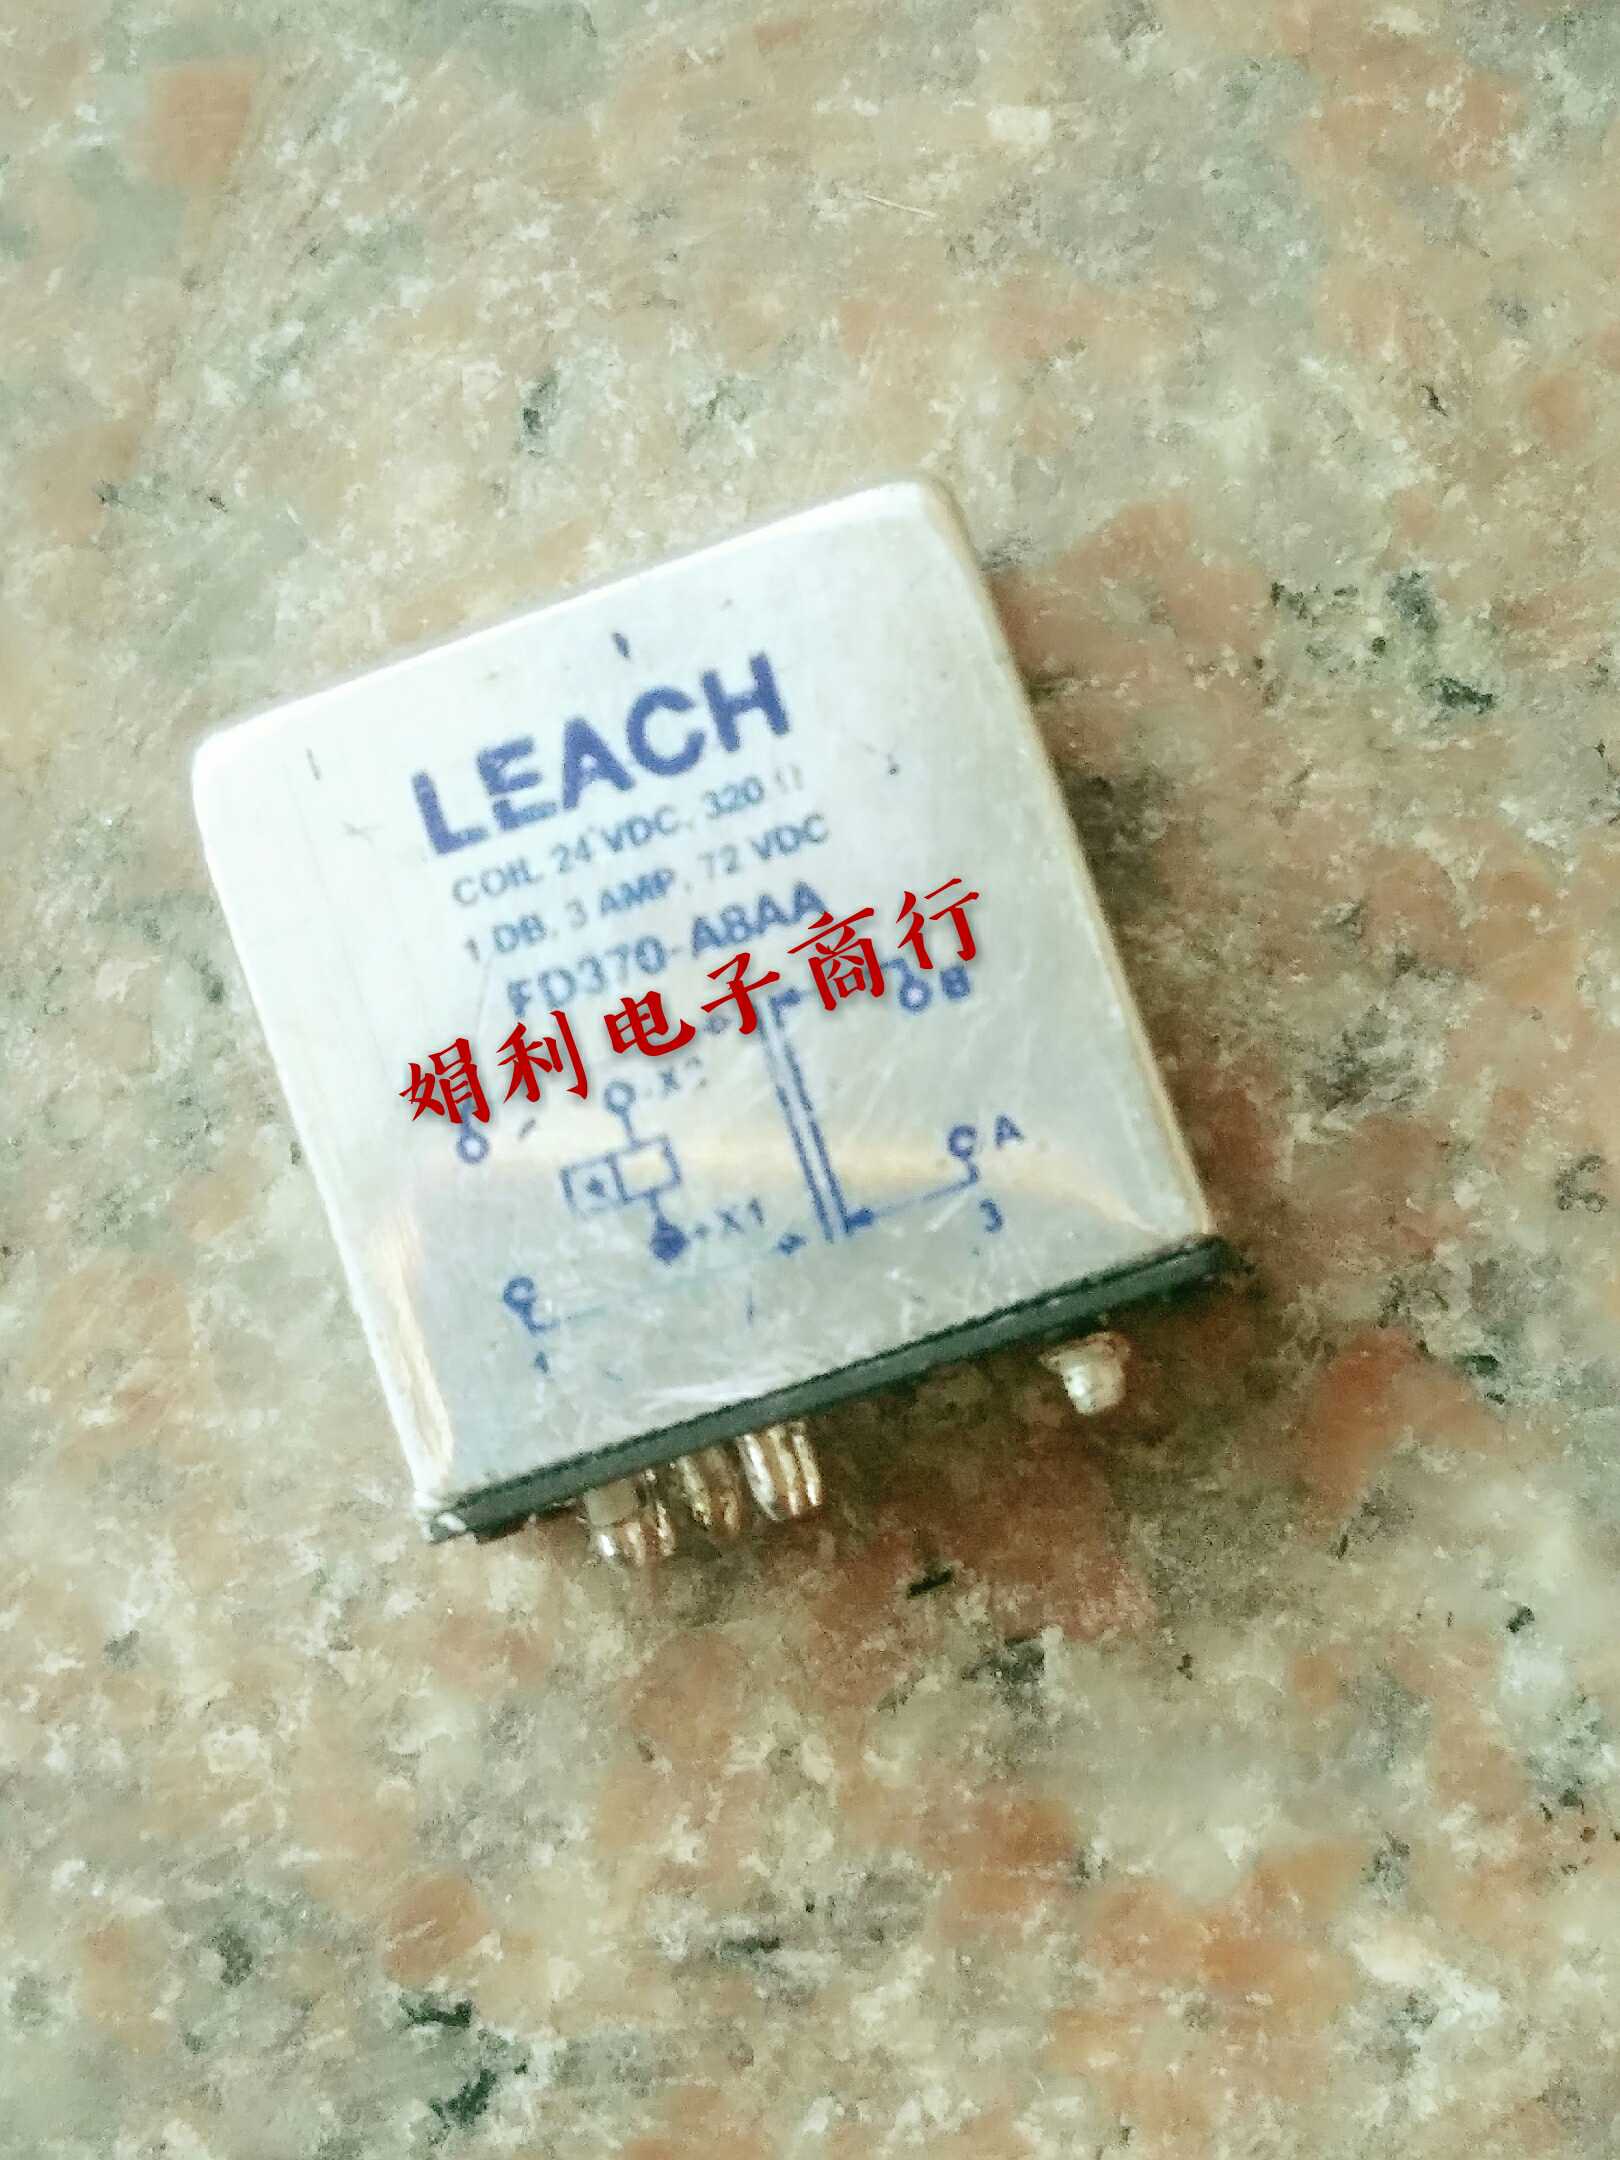 LEACH
COIL 24 VDC, 320 Ω
1 DB, 3 AMP, 72 VDC
FD370-A8AA
娟利电子商行
B
-X2
A
+X1
3
1